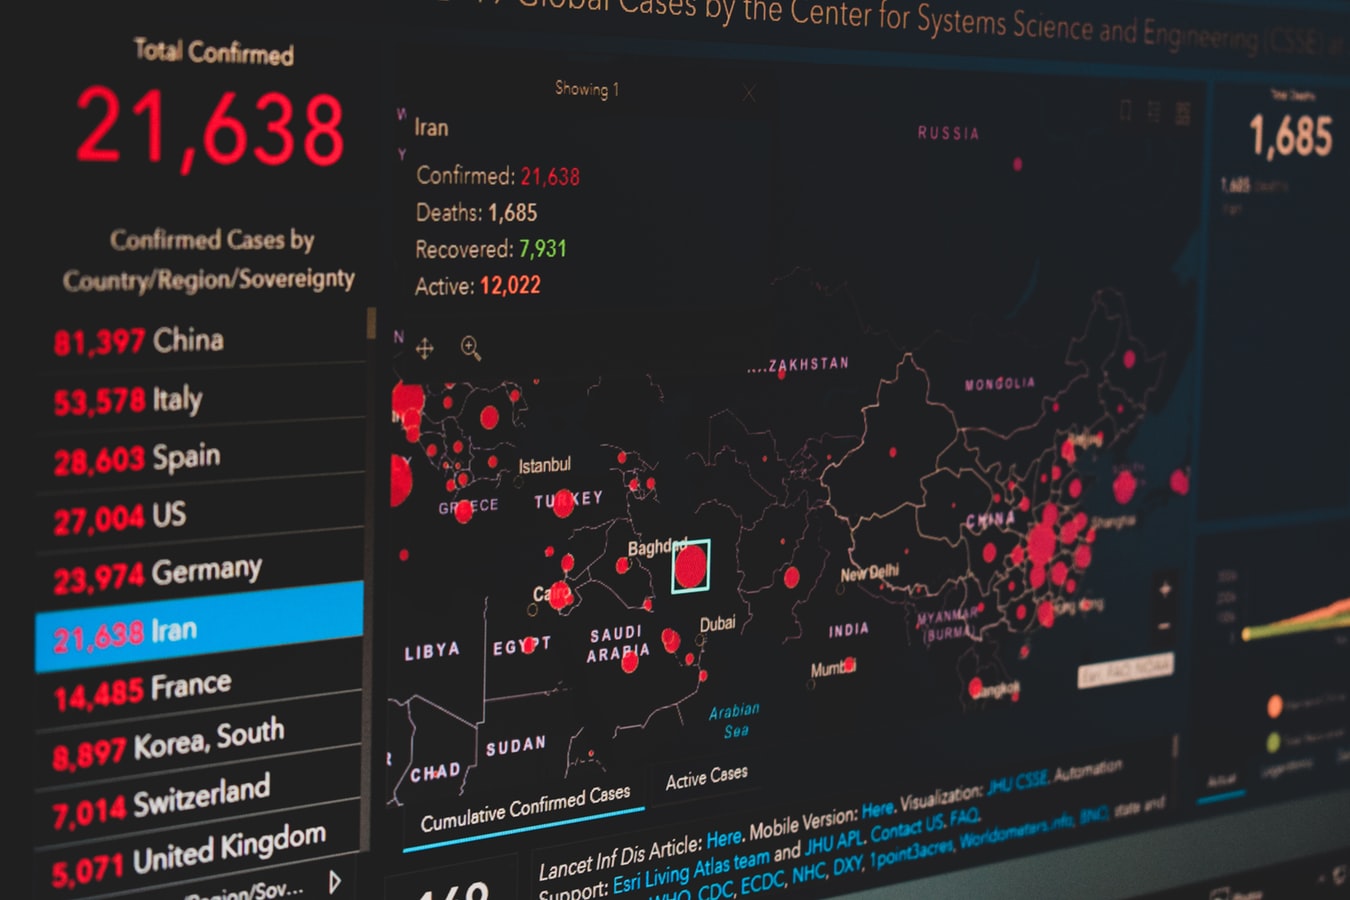 Global Cases by the Center for Systems Science and Engineering (CSSE) at
Total Confirmed
21,638
Confirmed Cases by
Country/Region/Sovereignty
81,397 China
53,578 Italy
28,603 Spain
27,004 US
23,974 Germany
21,638 Iran
14,485 France
8,897 Korea, South
7,014 Switzerland
5,071 United Kingdom
Region/Sov...
Showing 1
Iran
Confirmed: 21,638
Deaths: 1,685
Recovered: 7,931
Active: 12,022
RUSSIA
ZAKHSTAN
MONGOLIA
Beijing
Istanbul
GREECE
TURKEY
CHINA
Shanghai
Baghdad
New Delhi
Cairo
Hong Kong
Dubai
MYANMAR
(BURMA)
LIBYA
EGYPT
SAUDI
ARABIA
INDIA
Mumbai
Bangkok
Esri, FAO, NOAA
Arabian
Sea
SUDAN
CHAD
Cumulative Confirmed Cases
Active Cases
Lancet Inf Dis Article: Here. Mobile Version: Here. Visualization: JHU CSSE. Automation
Support: Esri Living Atlas team and JHU APL. Contact US. FAQ.
WHO, CDC, ECDC, NHC, DXY, 1point3acres, Worldometers.info, BNO, state and
Total Deaths
1,685
1,685 deaths
Iran
Actual